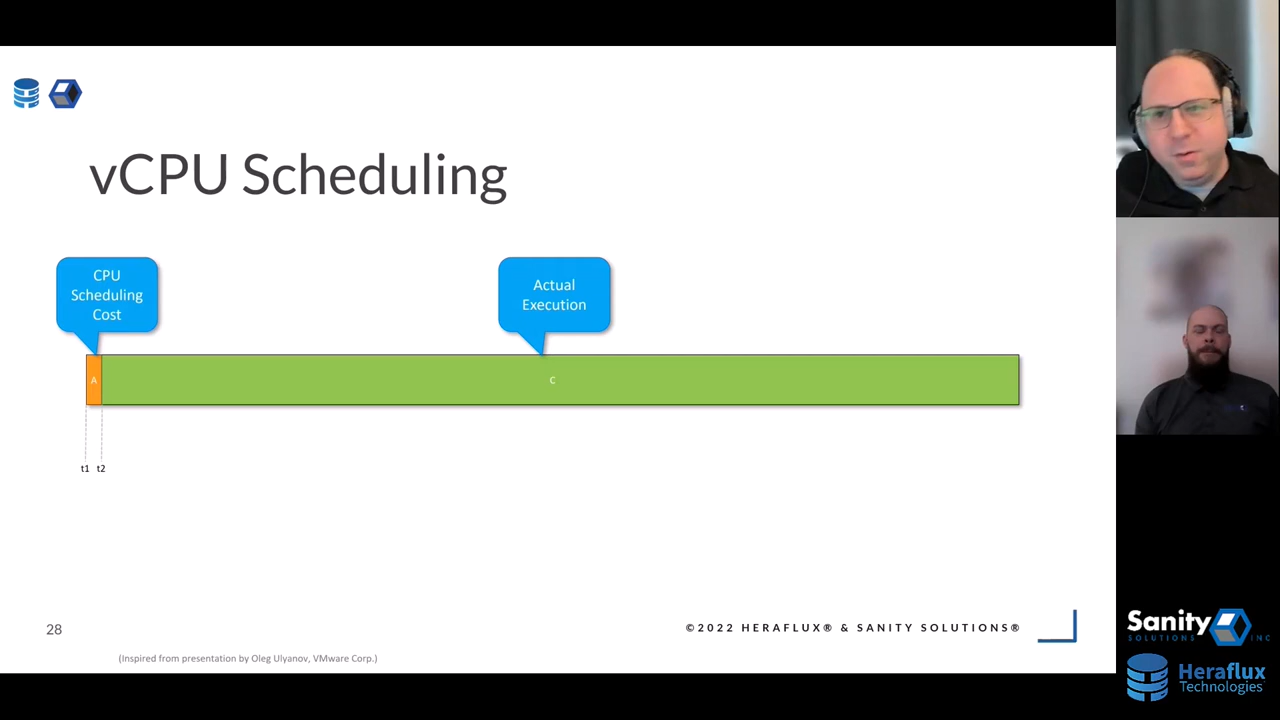 vCPU Scheduling
CPU
Scheduling
Cost
Actual
Execution
A
C
t1 t2
28
©2022 HERAFLUX® & SANITY SOLUTIONS®
(Inspired from presentation by Oleg Ulyanov, VMware Corp.)
Sanity
SOLUTIONS INC
Heraflux
Technologies